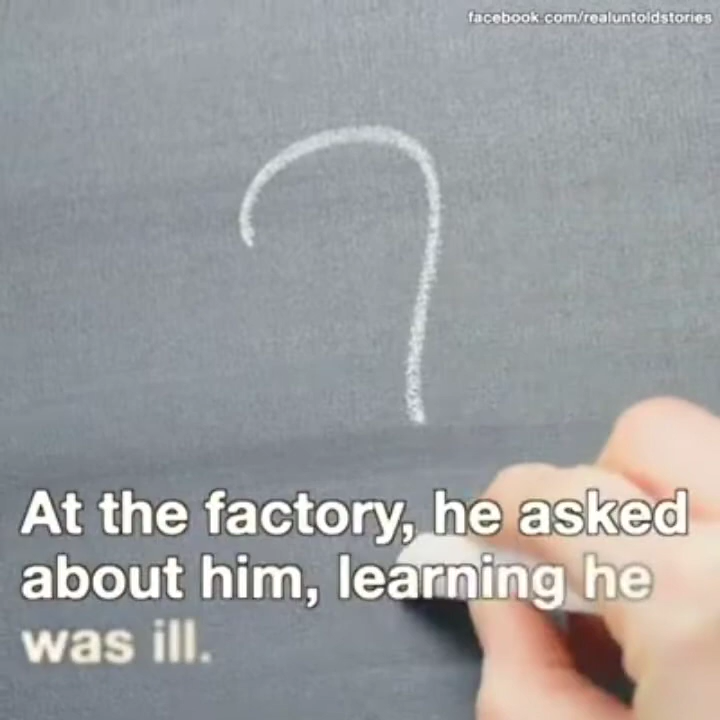 facebook.com/realuntoldstories
At the factory, he asked
about him, learning he
was ill.